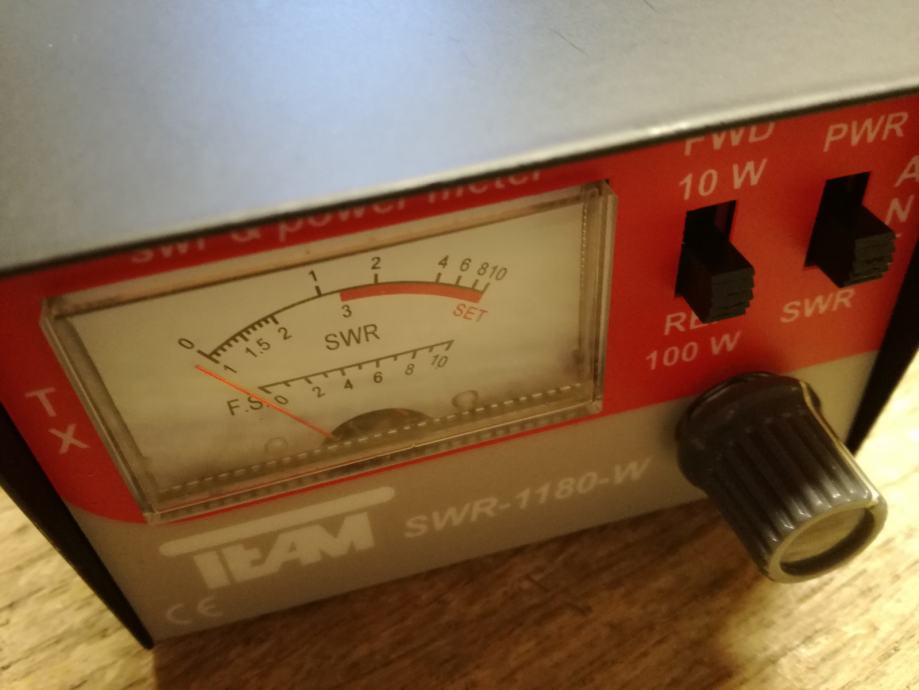 swr & power meter
FWD
10 W
PWR
A
N
T
0 1 2 4 6 8 10
1 1.5 2 3
SET
SWR
F.S. 0 2 4 6 8 10
REF
100 W
SWR
T
X
TEAM
SWR-1180-W
CE